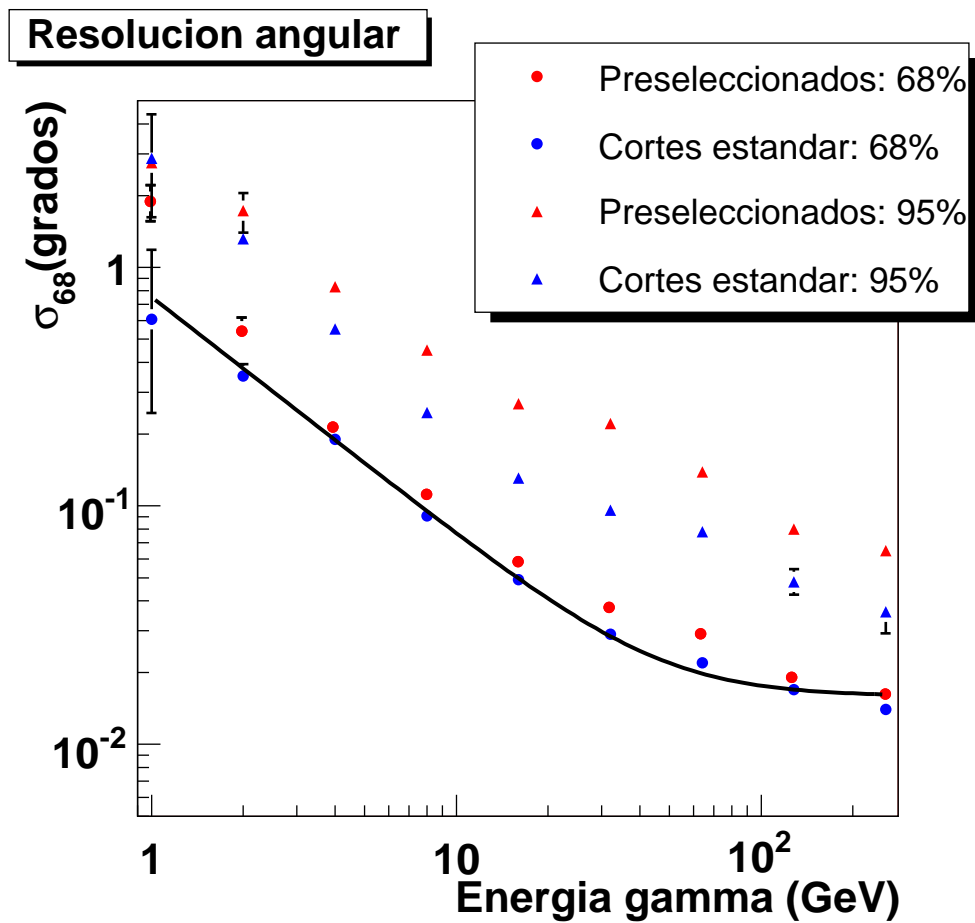 Resolucion angular
Preseleccionados: 68%
Cortes estandar: 68%
Preseleccionados: 95%
Cortes estandar: 95%
σ68(grados)
1
10-1
10-2
1
10
10²
Energia gamma (GeV)